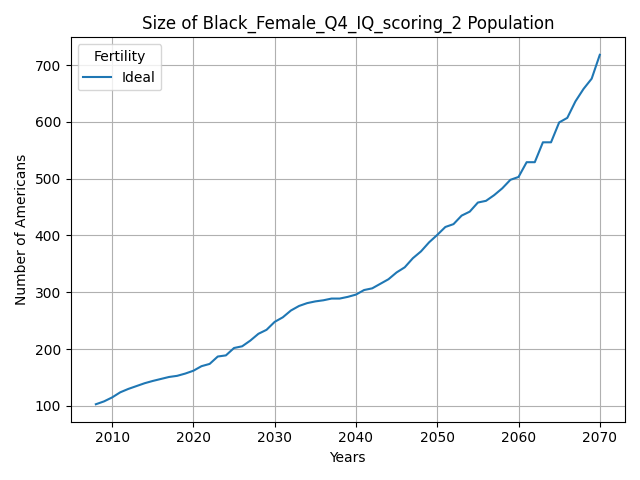 Size of Black_Female_Q4_IQ_scoring_2 Population
Fertility
Ideal
Number of Americans
700
600
500
400
300
200
100
2010 2020 2030 2040 2050 2060 2070
Years